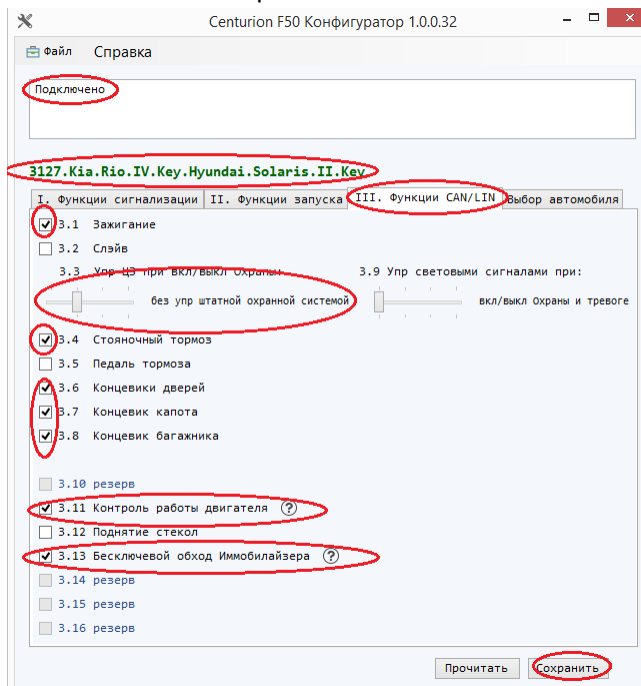 Centurion F50 Конфигуратор 1.0.0.32
Файл Справка
Подключено
3127.Kia.Rio.IV.Key.Hyundai.Solaris.II.Key
I. Функции сигнализации II. Функции запуска III. Функции CAN/LIN Выбор автомобиля
3.1 Зажигание
3.2 Слэйв
3.3 Упр ЦЗ при вкл/выкл Охраны: 3.9 Упр световыми сигналами при:
без упр штатной охранной системой вкл/выкл Охраны и тревоге
3.4 Стояночный тормоз
3.5 Педаль тормоза
3.6 Концевики дверей
3.7 Концевик капота
3.8 Концевик багажника
3.10 резерв
3.11 Контроль работы двигателя ?
3.12 Поднятие стекол
3.13 Бесключевой обход Иммобилайзера ?
3.14 резерв
3.15 резерв
3.16 резерв
Прочитать Сохранить